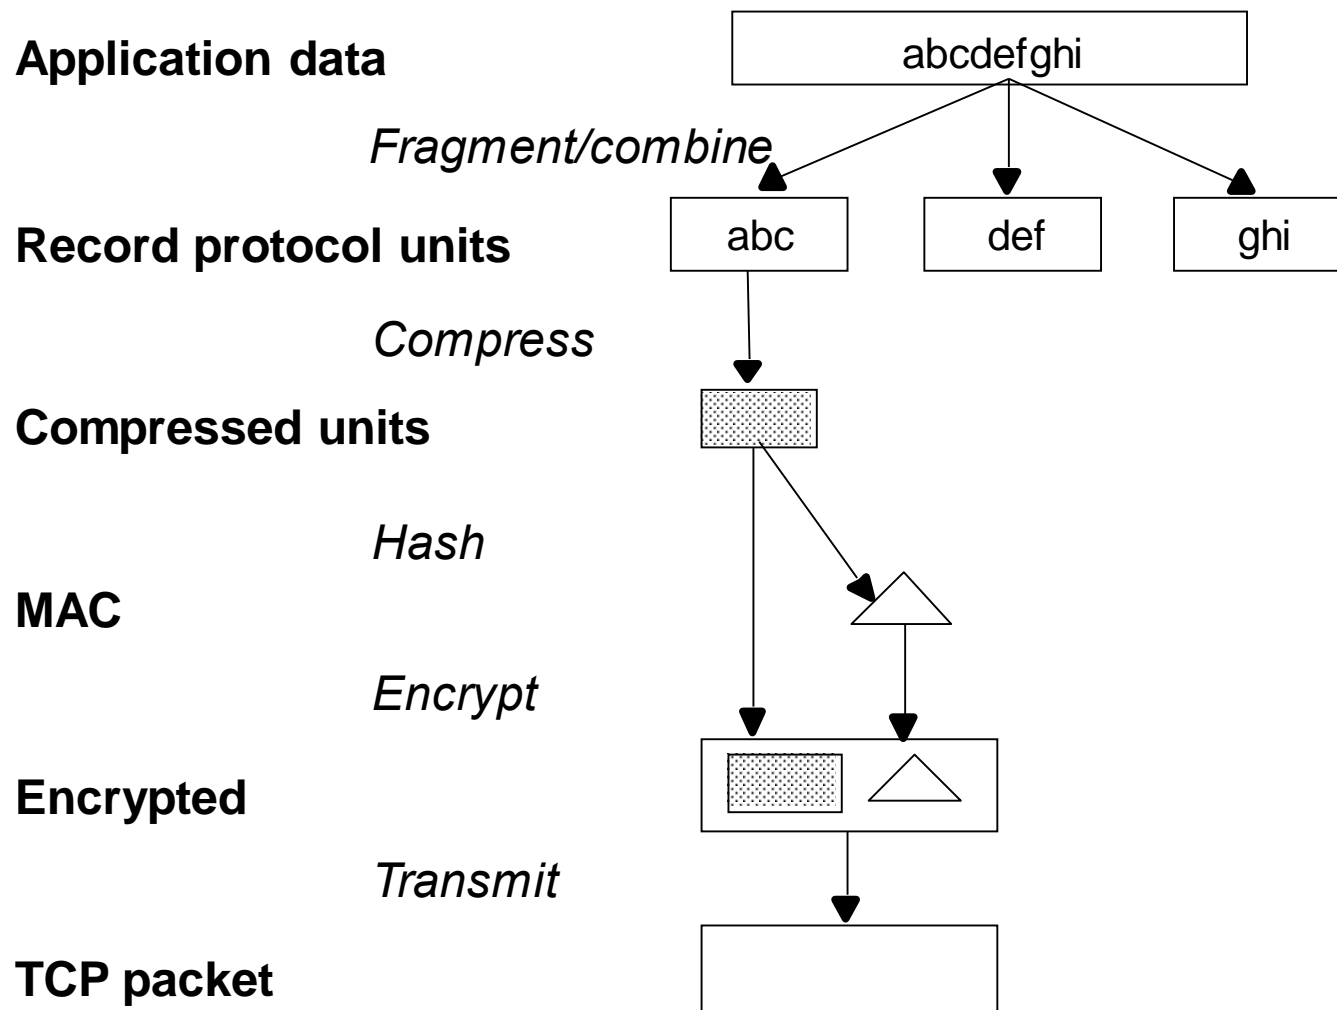 Application data
abcdefghi
Fragment/combine
Record protocol units
abc
def
ghi
Compress
Compressed units
Hash
MAC
Encrypt
Encrypted
Transmit
TCP packet